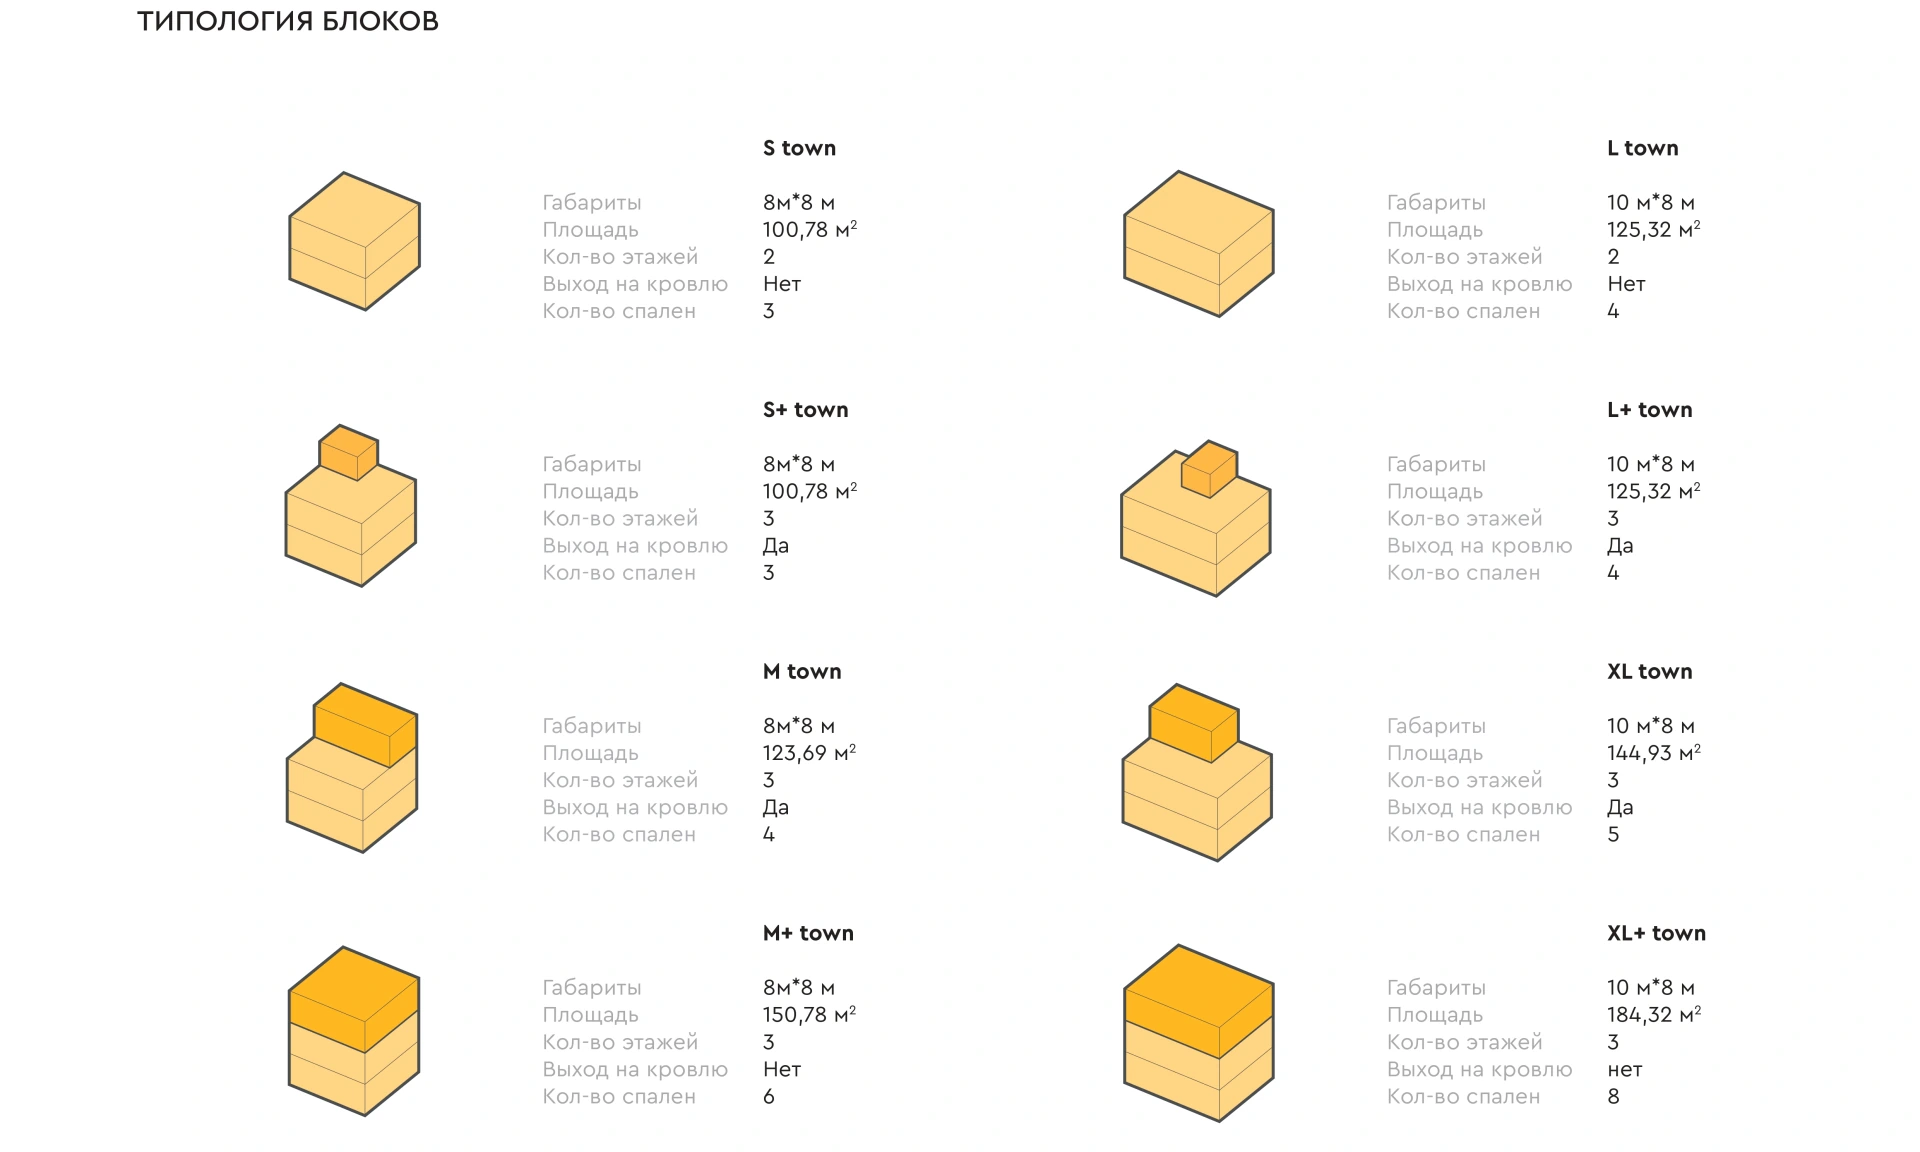 ТИПОЛОГИЯ БЛОКОВ
S town
Габариты 8м*8 м
Площадь 100,78 м²
Кол-во этажей 2
Выход на кровлю Нет
Кол-во спален 3
L town
Габариты 10 м*8 м
Площадь 125,32 м²
Кол-во этажей 2
Выход на кровлю Нет
Кол-во спален 4
S+ town
Габариты 8м*8 м
Площадь 100,78 м²
Кол-во этажей 3
Выход на кровлю Да
Кол-во спален 3
L+ town
Габариты 10 м*8 м
Площадь 125,32 м²
Кол-во этажей 3
Выход на кровлю Да
Кол-во спален 4
M town
Габариты 8м*8 м
Площадь 123,69 м²
Кол-во этажей 3
Выход на кровлю Да
Кол-во спален 4
XL town
Габариты 10 м*8 м
Площадь 144,93 м²
Кол-во этажей 3
Выход на кровлю Да
Кол-во спален 5
M+ town
Габариты 8м*8 м
Площадь 150,78 м²
Кол-во этажей 3
Выход на кровлю Нет
Кол-во спален 6
XL+ town
Габариты 10 м*8 м
Площадь 184,32 м²
Кол-во этажей 3
Выход на кровлю нет
Кол-во спален 8